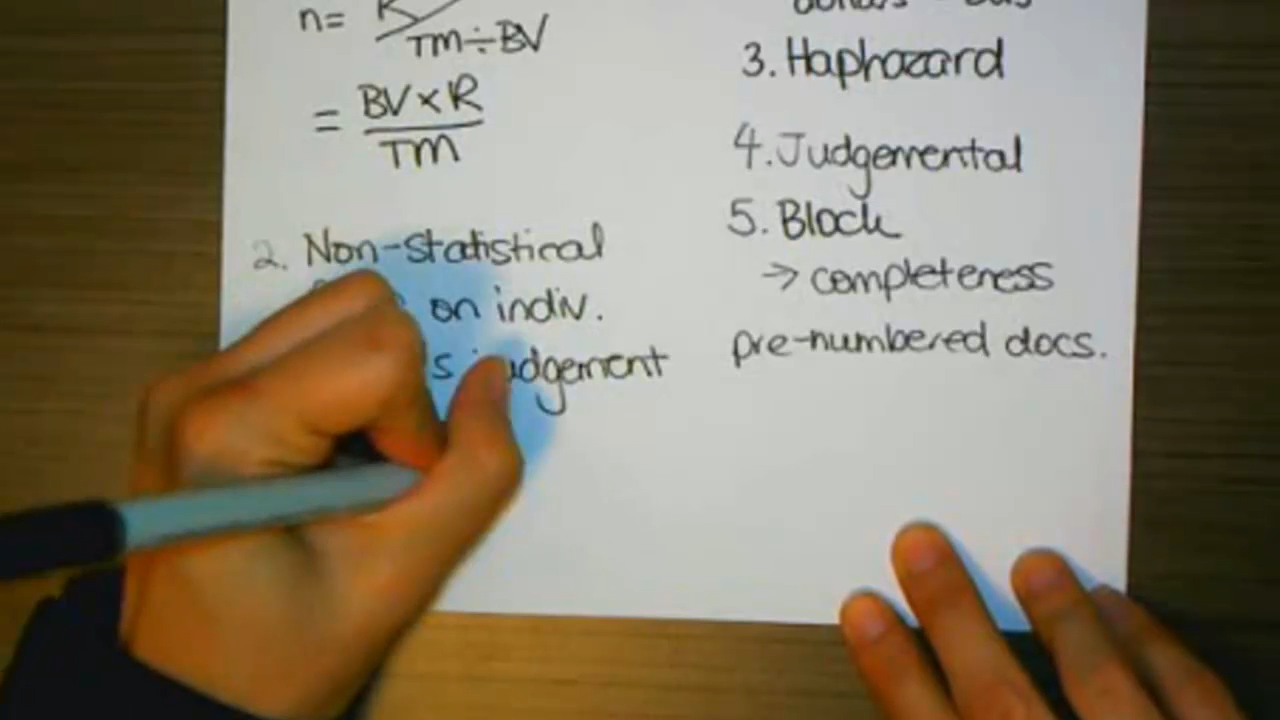 n= R
TM÷BV
= BV×R
TM
2. Non-Statistical
on indiv.
s judgement
3. Haphazard
4. Judgemental
5. Block
→ completeness
pre-numbered docs.